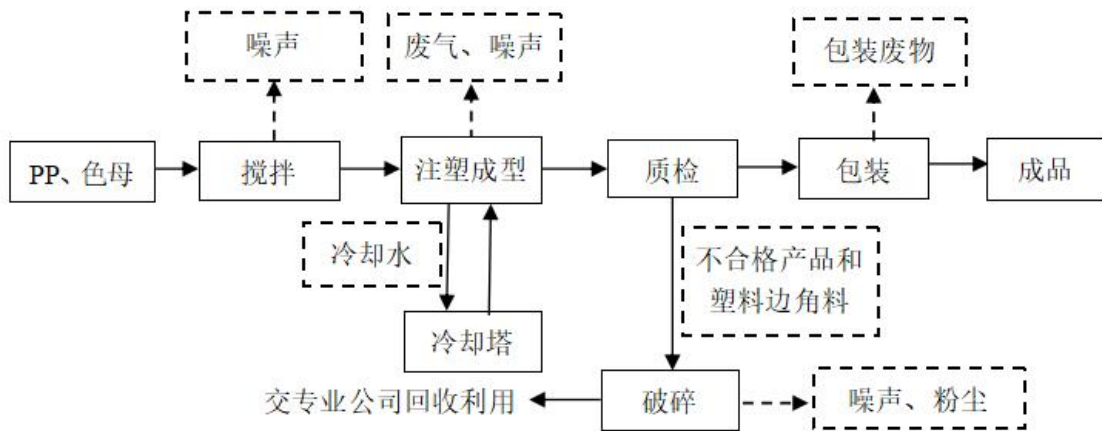 噪声
废气、噪声
包装废物
PP、色母
搅拌
注塑成型
质检
包装
成品
冷却水
不合格产品和
塑料边角料
冷却塔
交专业公司回收利用
破碎
噪声、粉尘